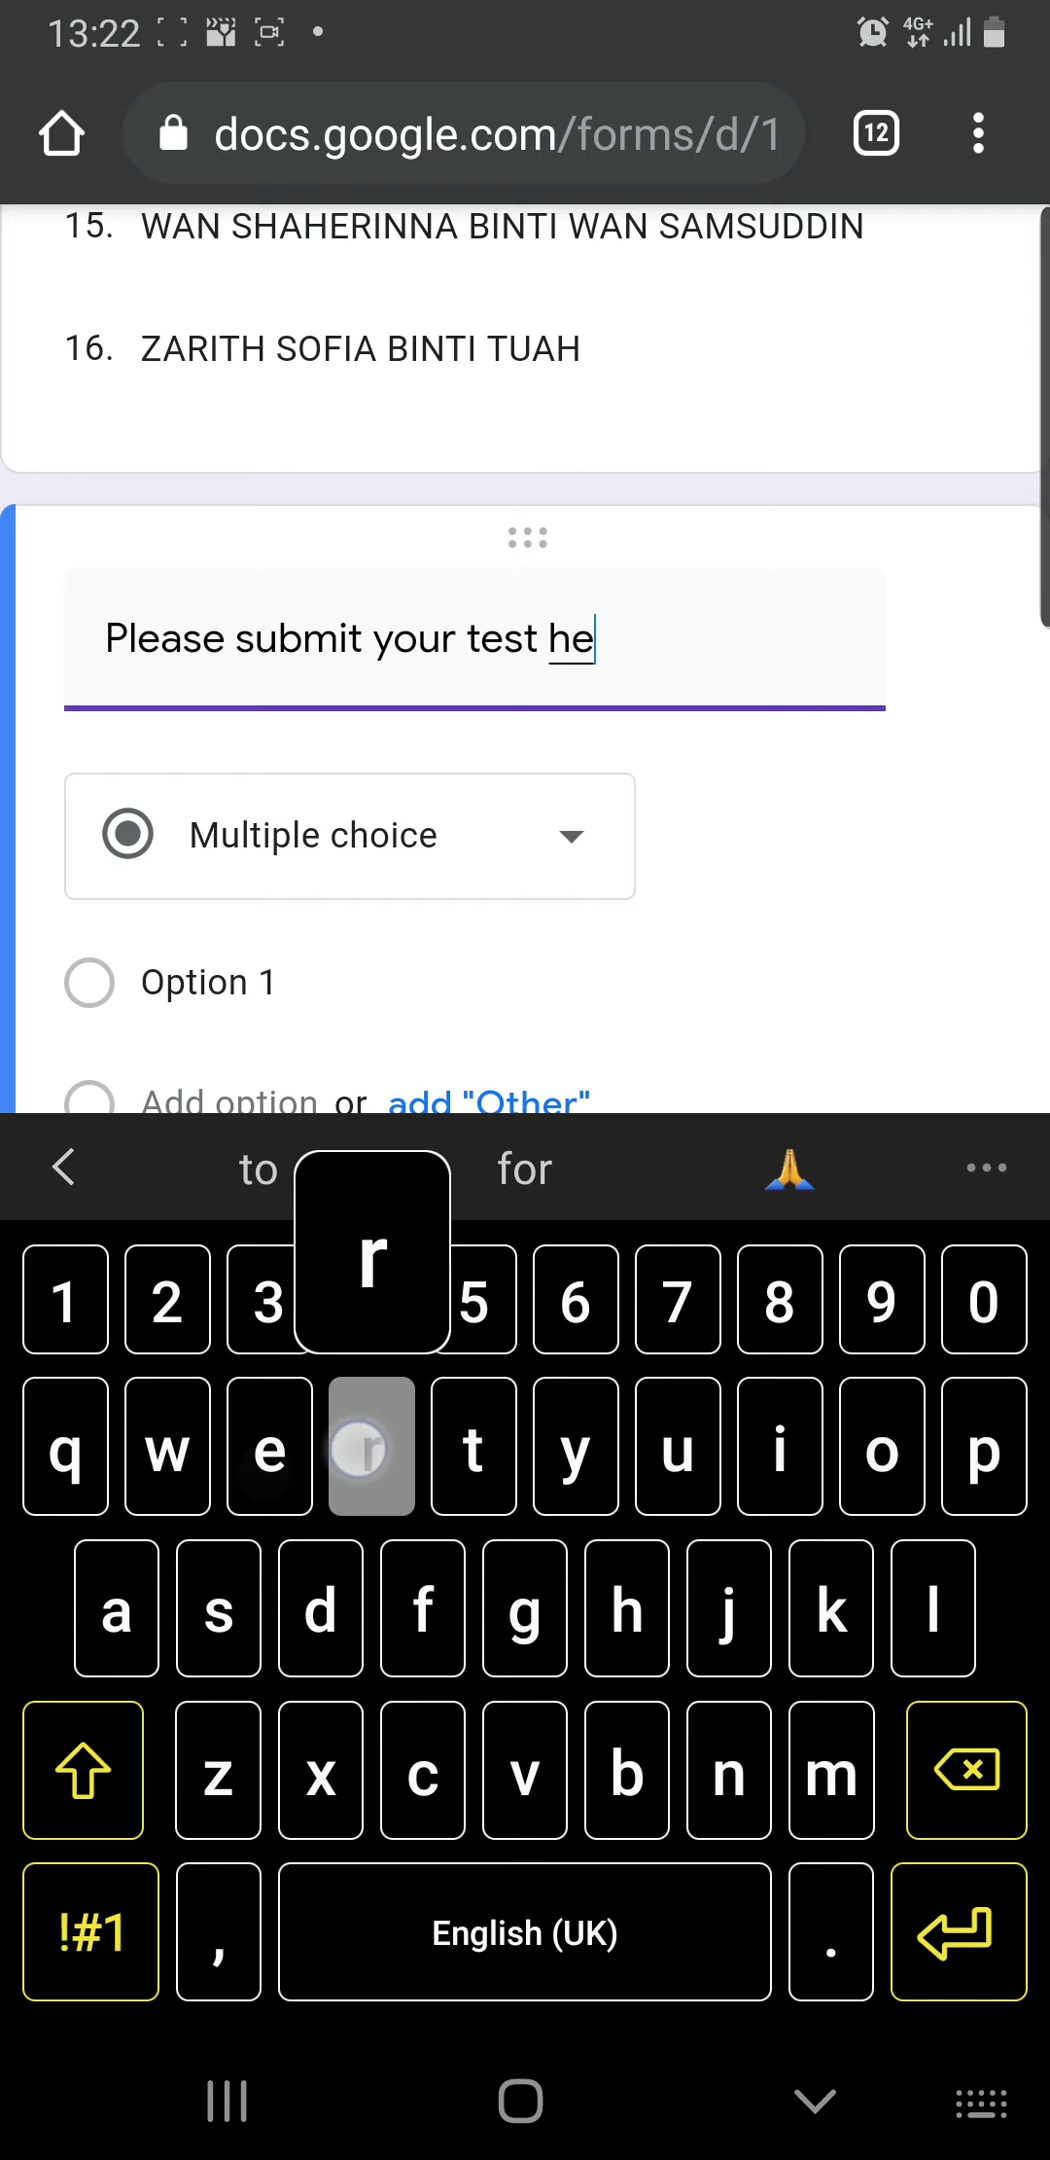 13:22
4G+
docs.google.com/forms/d/1
12
15. WAN SHAHERINNA BINTI WAN SAMSUDDIN
16. ZARITH SOFIA BINTI TUAH
Please submit your test he
Multiple choice
Option 1
Add option or add "Other"
to for 🙏
r
1 2 3 5 6 7 8 9 0
q w e r t y u i o p
a s d f g h j k l
z x c v b n m
!#1 , English (UK) .